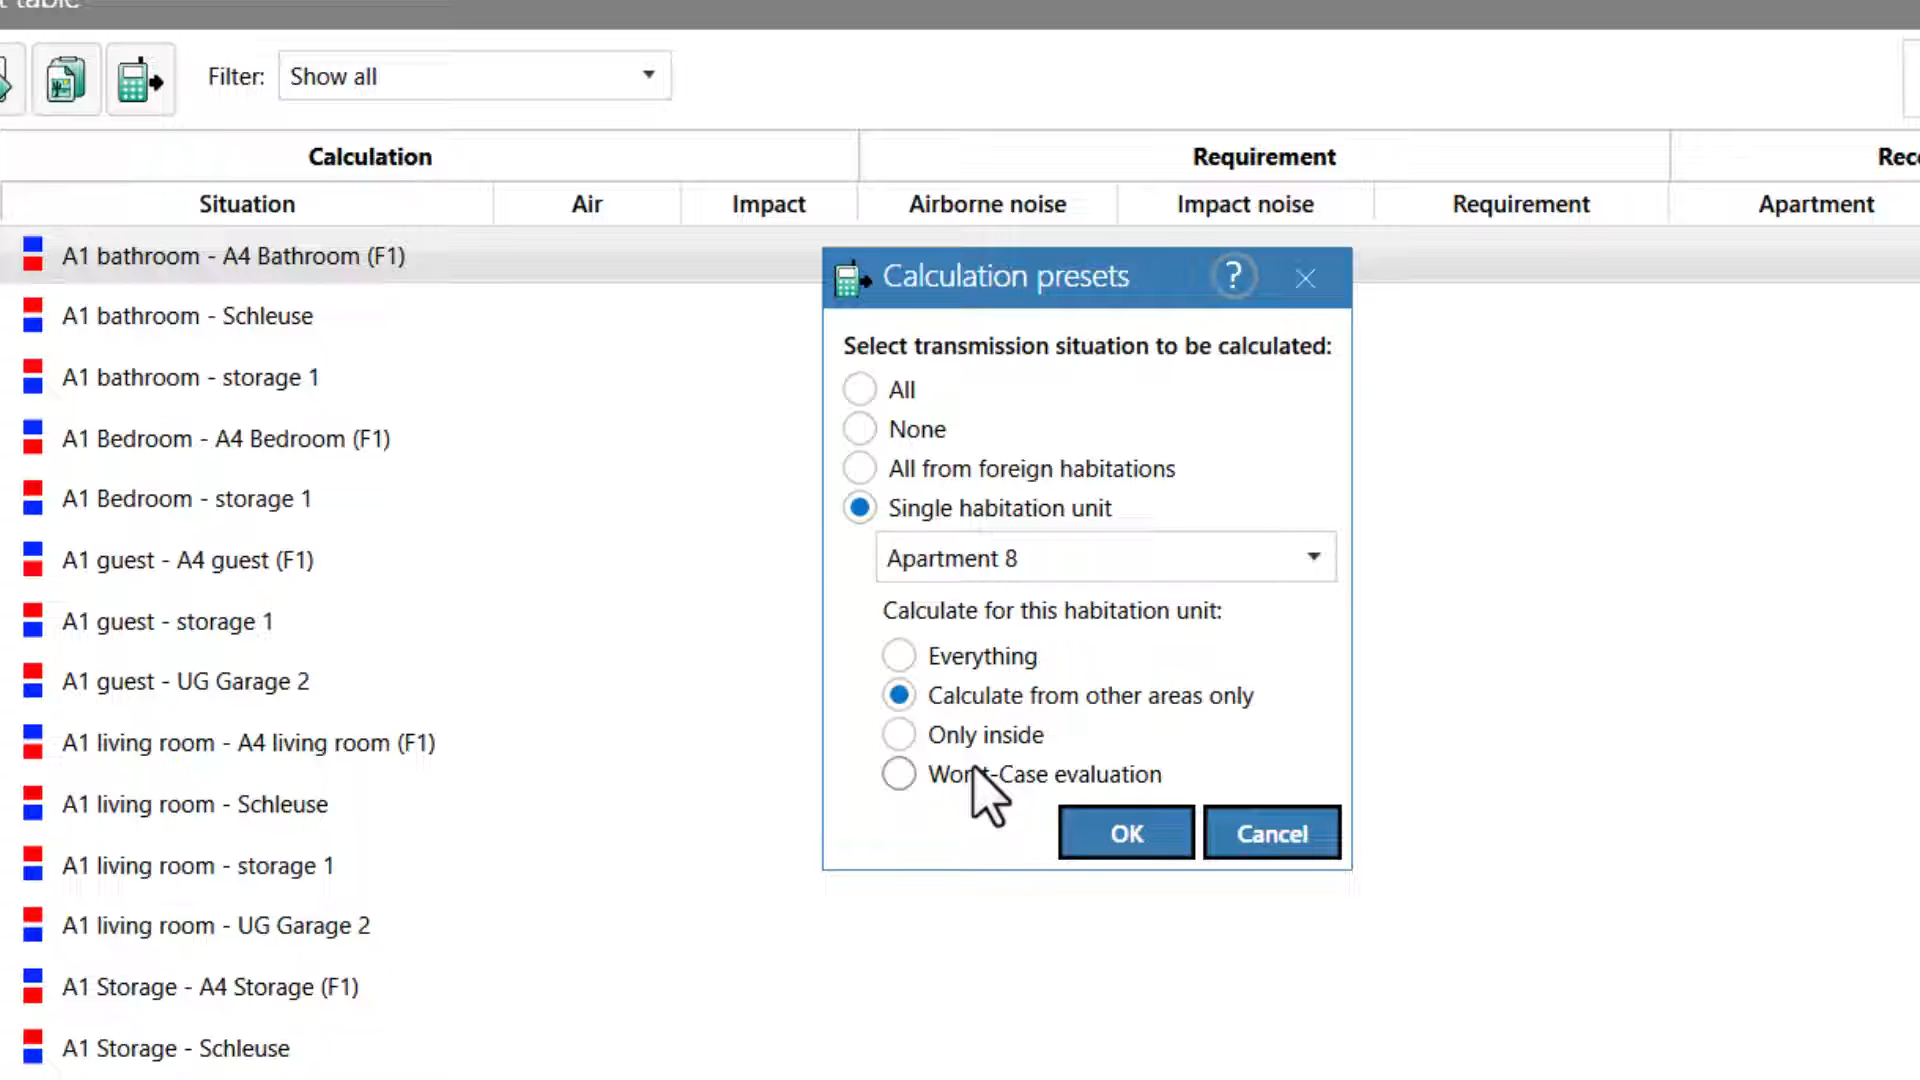 t table
Filter: Show all
Calculation Requirement
Situation Air Impact Airborne noise Impact noise Requirement Apartment
A1 bathroom - A4 Bathroom (F1)
A1 bathroom - Schleuse
A1 bathroom - storage 1
A1 Bedroom - A4 Bedroom (F1)
A1 Bedroom - storage 1
A1 guest - A4 guest (F1)
A1 guest - storage 1
A1 guest - UG Garage 2
A1 living room - A4 living room (F1)
A1 living room - Schleuse
A1 living room - storage 1
A1 living room - UG Garage 2
A1 Storage - A4 Storage (F1)
A1 Storage - Schleuse
Calculation presets ?
Select transmission situation to be calculated:
All
None
All from foreign habitations
Single habitation unit
Apartment 8
Calculate for this habitation unit:
Everything
Calculate from other areas only
Only inside
Worst-Case evaluation
OK Cancel